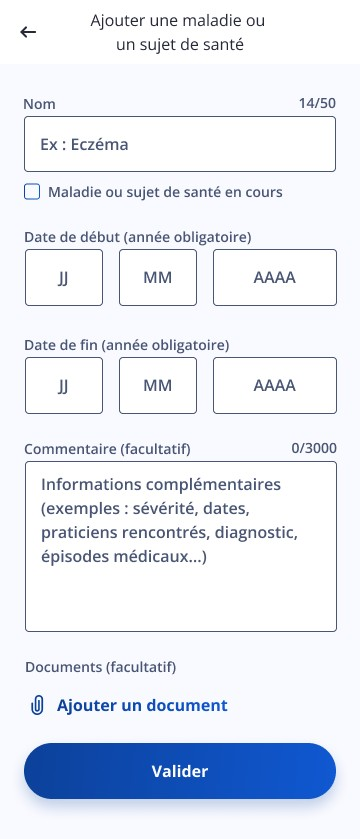 Ajouter une maladie ou
un sujet de santé
Nom 14/50
Ex : Eczéma
Maladie ou sujet de santé en cours
Date de début (année obligatoire)
JJ MM AAAA
Date de fin (année obligatoire)
JJ MM AAAA
Commentaire (facultatif) 0/3000
Informations complémentaires
(exemples : sévérité, dates,
praticiens rencontrés, diagnostic,
épisodes médicaux...)
Documents (facultatif)
Ajouter un document
Valider